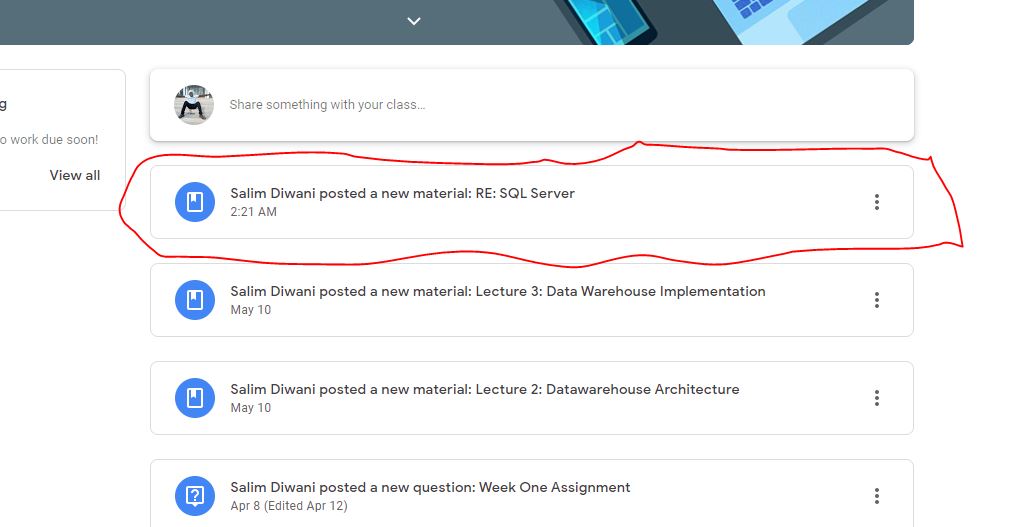 Share something with your class...
g
o work due soon!
View all
Salim Diwani posted a new material: RE: SQL Server
2:21 AM
Salim Diwani posted a new material: Lecture 3: Data Warehouse Implementation
May 10
Salim Diwani posted a new material: Lecture 2: Datawarehouse Architecture
May 10
Salim Diwani posted a new question: Week One Assignment
Apr 8 (Edited Apr 12)